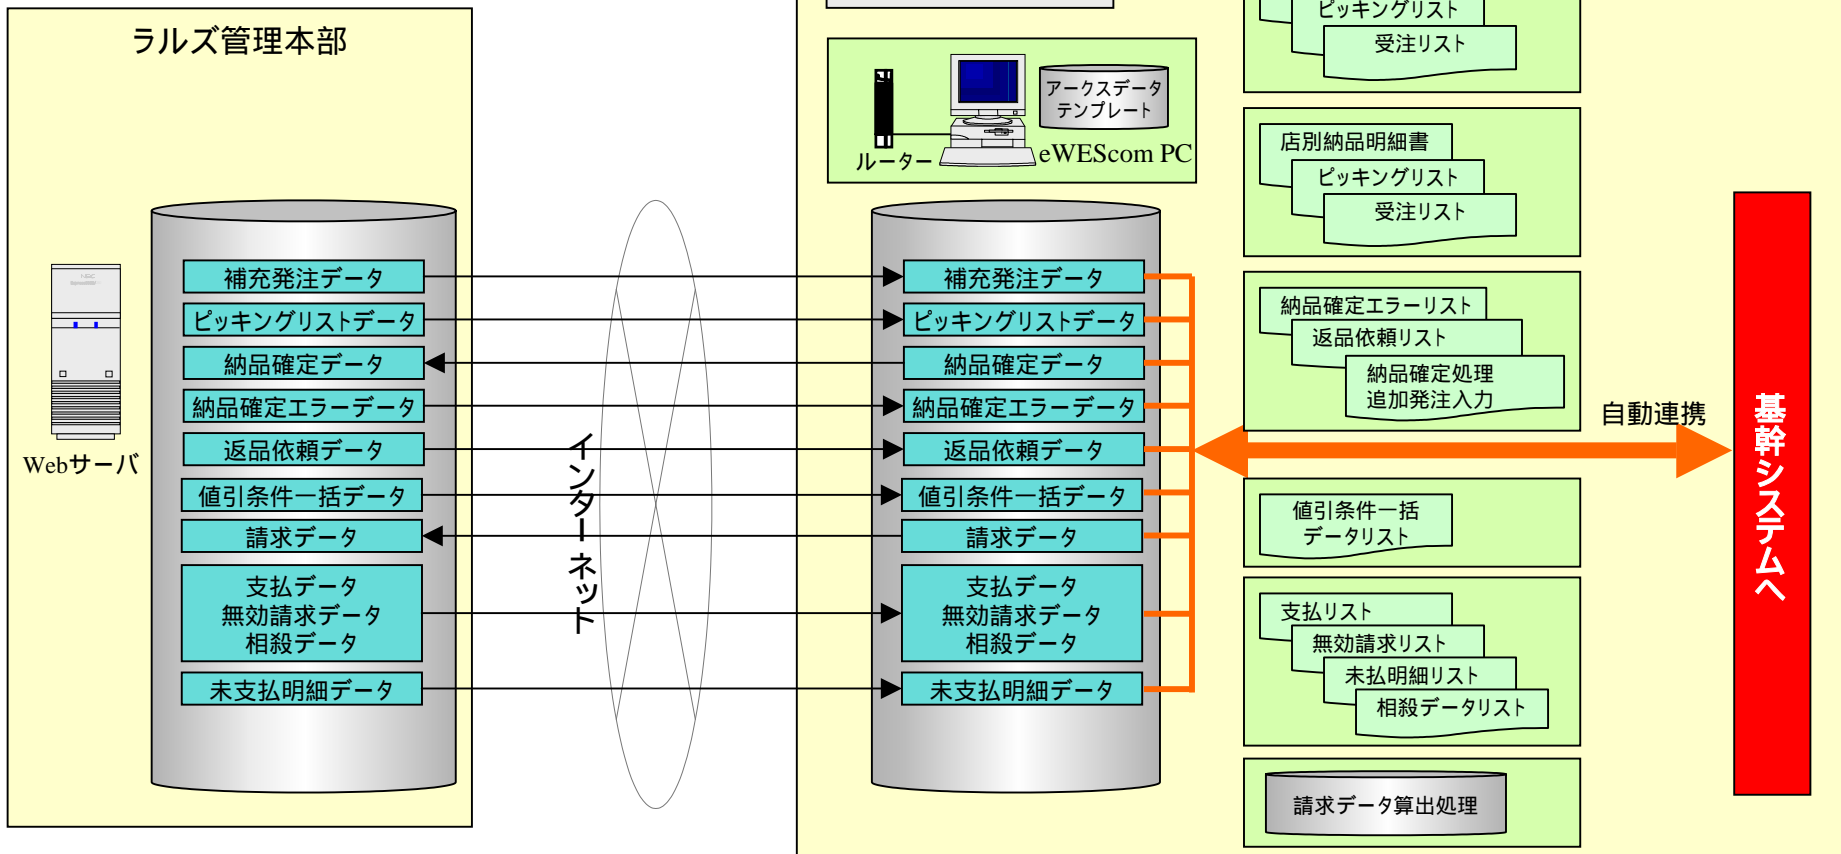 ラルズ管理本部
Webサーバ
補充発注データ
ピッキングリストデータ
納品確定データ
納品確定エラーデータ
返品依頼データ
値引条件一括データ
請求データ
支払データ
無効請求データ
相殺データ
未支払明細データ
インターネット
ルーター
eWEScom PC
アークスデータ
テンプレート
補充発注データ
ピッキングリストデータ
納品確定データ
納品確定エラーデータ
返品依頼データ
値引条件一括データ
請求データ
支払データ
無効請求データ
相殺データ
未支払明細データ
ピッキングリスト
受注リスト
店別納品明細書
ピッキングリスト
受注リスト
納品確定エラーリスト
返品依頼リスト
納品確定処理
追加発注入力
値引条件一括
データリスト
支払リスト
無効請求リスト
未払明細リスト
相殺データリスト
請求データ算出処理
自動連携
基幹システムへ